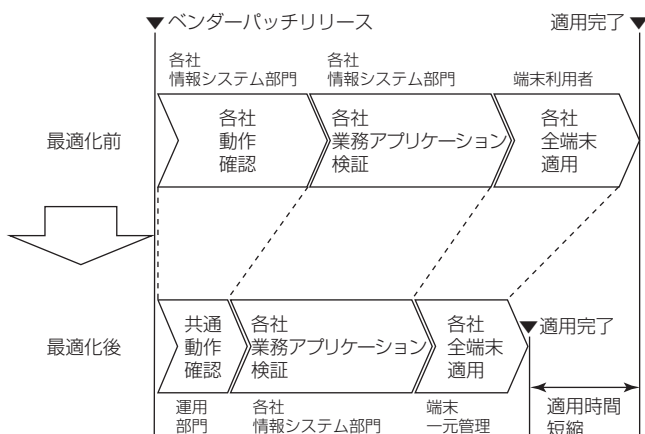 ▼ベンダーパッチリリース
適用完了▼
各社
情報システム部門
各社
情報システム部門
端末利用者
最適化前
各社
動作
確認
各社
業務アプリケーション
検証
各社
全端末
適用
最適化後
共通
動作
確認
各社
業務アプリケーション
検証
各社
全端末
適用
▼適用完了
運用
部門
各社
情報システム部門
端末
一元管理
適用時間
短縮